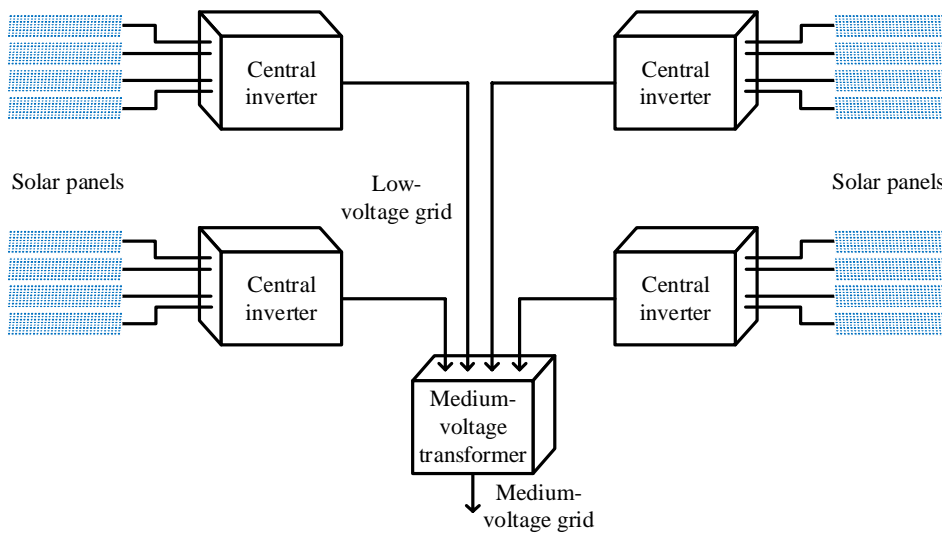 Central
inverter
Central
inverter
Solar panels
Low-
voltage grid
Solar panels
Central
inverter
Central
inverter
Medium-
voltage
transformer
Medium-
voltage grid